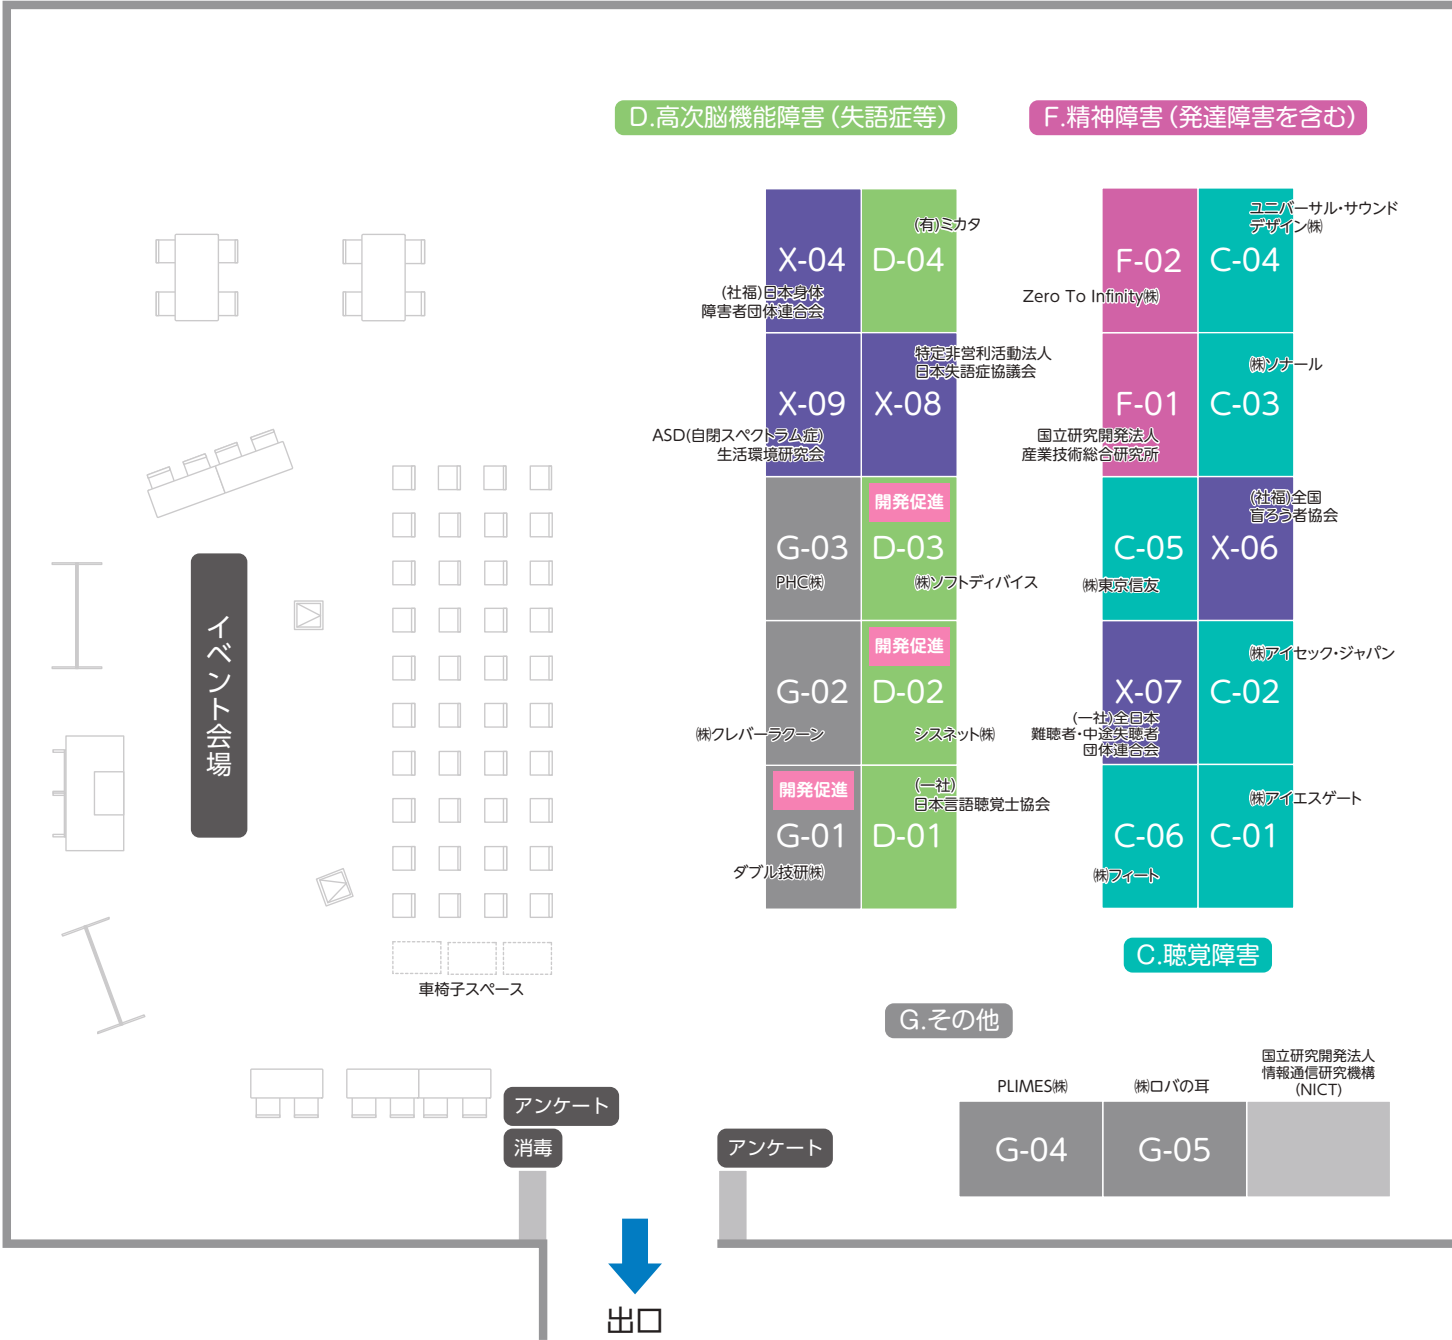 D.高次脳機能障害（失語症等）
F.精神障害（発達障害を含む）
X-04
(社福)日本身体
障害者団体連合会
(有)ミカタ
D-04
X-09
ASD(自閉スペクトラム症)
生活環境研究会
特定非営利活動法人
日本失語症協議会
X-08
G-03
PHC㈱
開発促進
D-03
㈱ソフトディバイス
G-02
㈱クレバーラクーン
開発促進
D-02
シスネット㈱
開発促進
G-01
ダブル技研㈱
(一社)
日本言語聴覚士協会
D-01
F-02
Zero To Infinity㈱
ユニバーサル・サウンド
デザイン㈱
C-04
F-01
国立研究開発法人
産業技術総合研究所
㈱ソナール
C-03
C-05
㈱東京信友
(社福)全国
盲ろう者協会
X-06
X-07
(一社)全日本
難聴者・中途失聴者
団体連合会
㈱アイセック・ジャパン
C-02
C-06
㈱フィート
㈱アイエスゲート
C-01
C.聴覚障害
イベント会場
車椅子スペース
G.その他
PLIMES㈱
G-04
㈱ロバの耳
G-05
国立研究開発法人
情報通信研究機構
(NICT)
アンケート
消毒
アンケート
出口